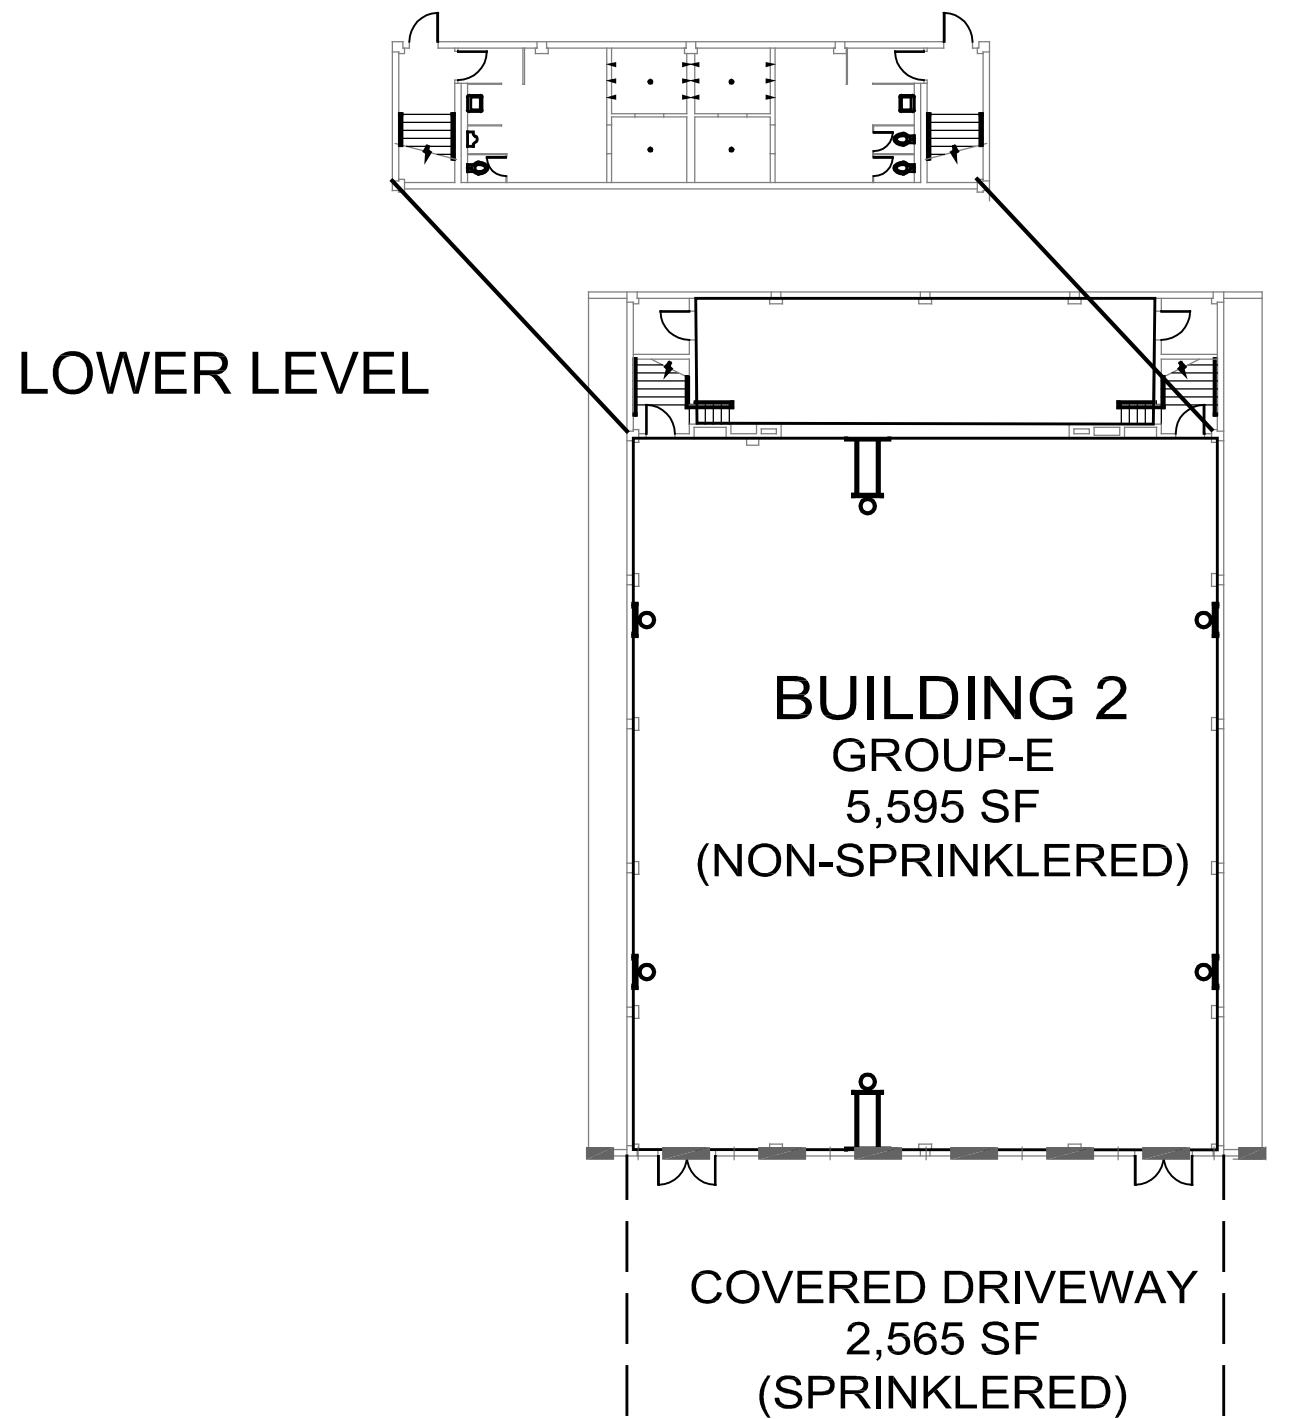 LOWER LEVEL
BUILDING 2
GROUP-E
5,595 SF
(NON-SPRINKLERED)
COVERED DRIVEWAY
2,565 SF
(SPRINKLERED)